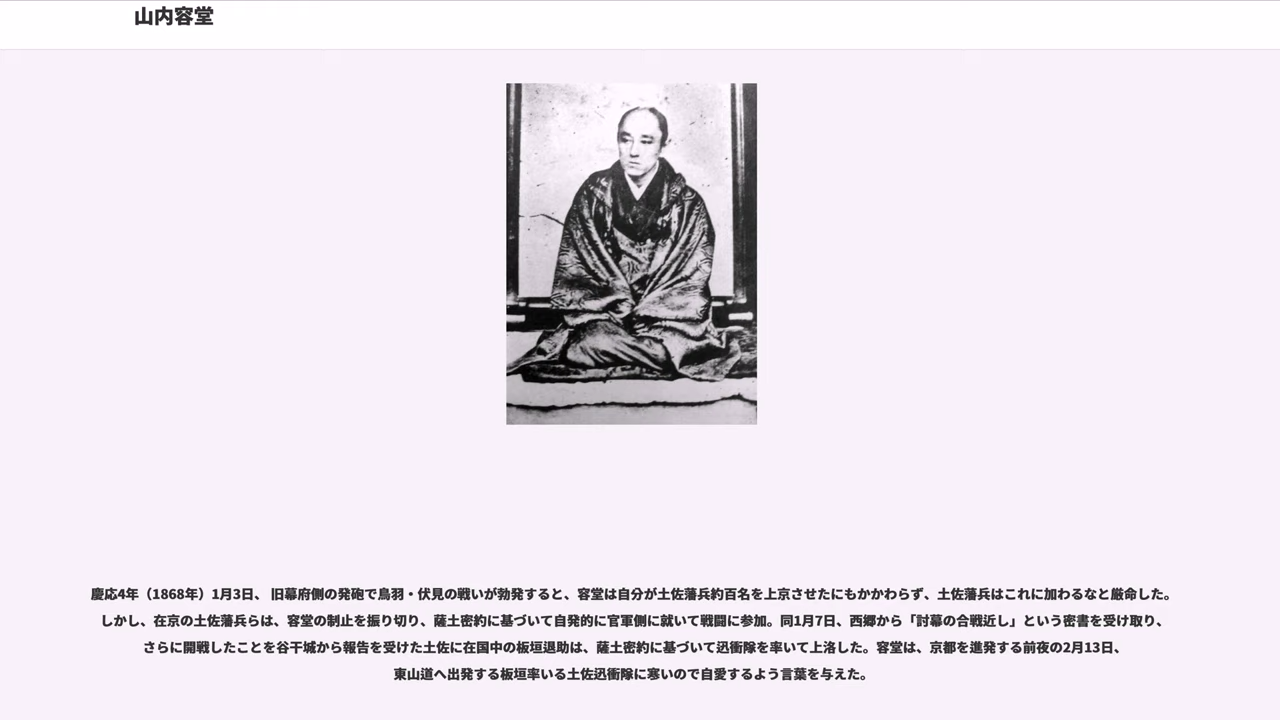 山内容堂
慶応4年（1868年）1月3日、 旧幕府側の発砲で鳥羽・伏見の戦いが勃発すると、容堂は自分が土佐藩兵約百名を上京させたにもかかわらず、土佐藩兵はこれに加わるなと厳命した。
しかし、在京の土佐藩兵らは、容堂の制止を振り切り、薩土密約に基づいて自発的に官軍側に就いて戦闘に参加。同1月7日、西郷から「討幕の合戦近し」という密書を受け取り、
さらに開戦したことを谷干城から報告を受けた土佐に在国中の板垣退助は、薩土密約に基づいて迅衝隊を率いて上洛した。容堂は、京都を進発する前夜の2月13日、
東山道へ出発する板垣率いる土佐迅衝隊に寒いので自愛するよう言葉を与えた。